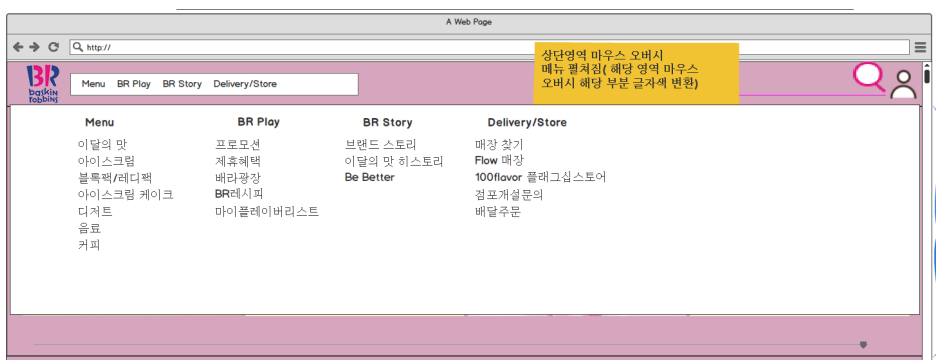 A Web Page
http://
상단영역 마우스 오버시
메뉴 펼쳐짐( 해당 영역 마우스
오버시 해당 부분 글자색 변환)
BR
baskin
robbins
Menu BR Play BR Story Delivery/Store
Menu
이달의 맛
아이스크림
블록팩/레디팩
아이스크림 케이크
디저트
음료
커피
BR Play
프로모션
제휴혜택
배라광장
BR레시피
마이플레이버리스트
BR Story
브랜드 스토리
이달의 맛 히스토리
Be Better
Delivery/Store
매장 찾기
Flow 매장
100flavor 플래그십스토어
점포개설문의
배달주문